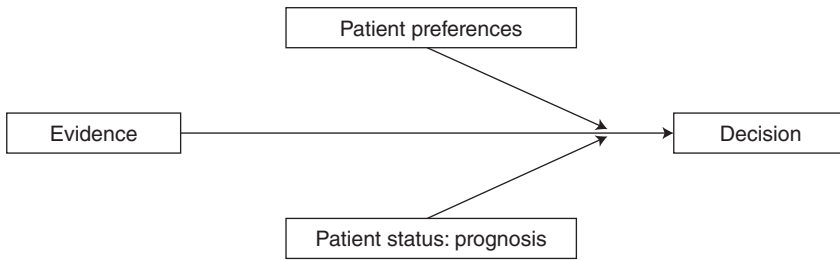 Patient preferences
Evidence
Decision
Patient status: prognosis